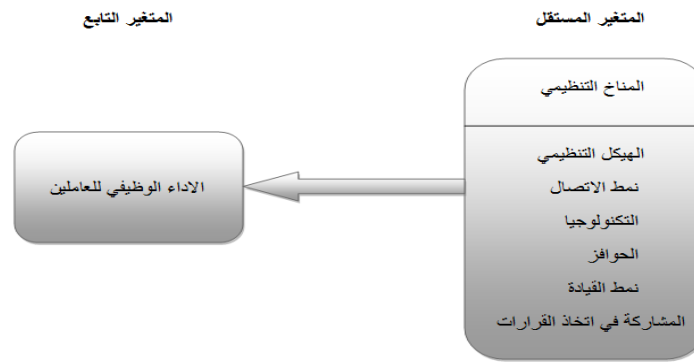 المتغير المستقل
المتغير التابع
المناخ التنظيمي
الهيكل التنظيمي
نمط الاتصال
التكنولوجيا
الحوافز
نمط القيادة
المشاركة في اتخاذ القرارات
الاداء الوظيفي للعاملين